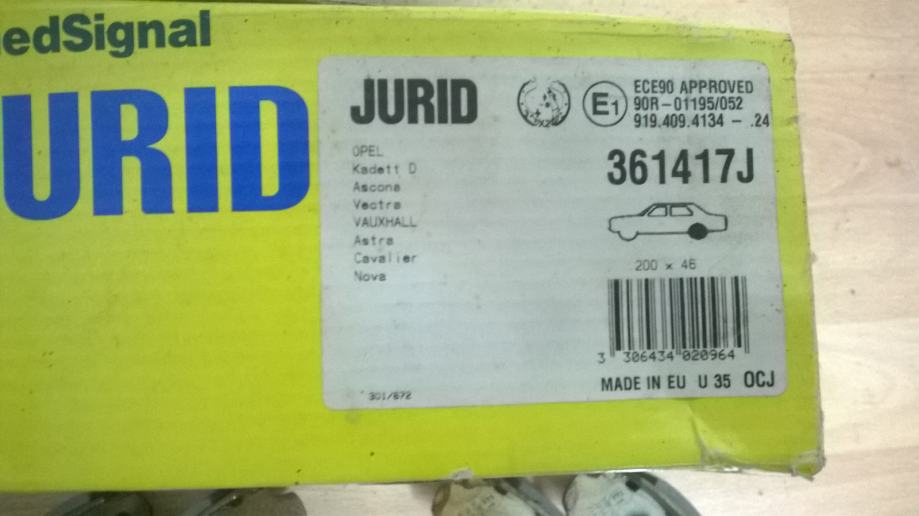 edSignal
URID
JURID
E1
ECE90 APPROVED
90R-01195/052
919.409.4134 - .24
OPEL
Kadett D
Ascona
Vectra
VAUXHALL
Astra
Cavalier
Nova
361417J
200 x 46
3 306434 020964
MADE IN EU U 35 OCJ
301/672